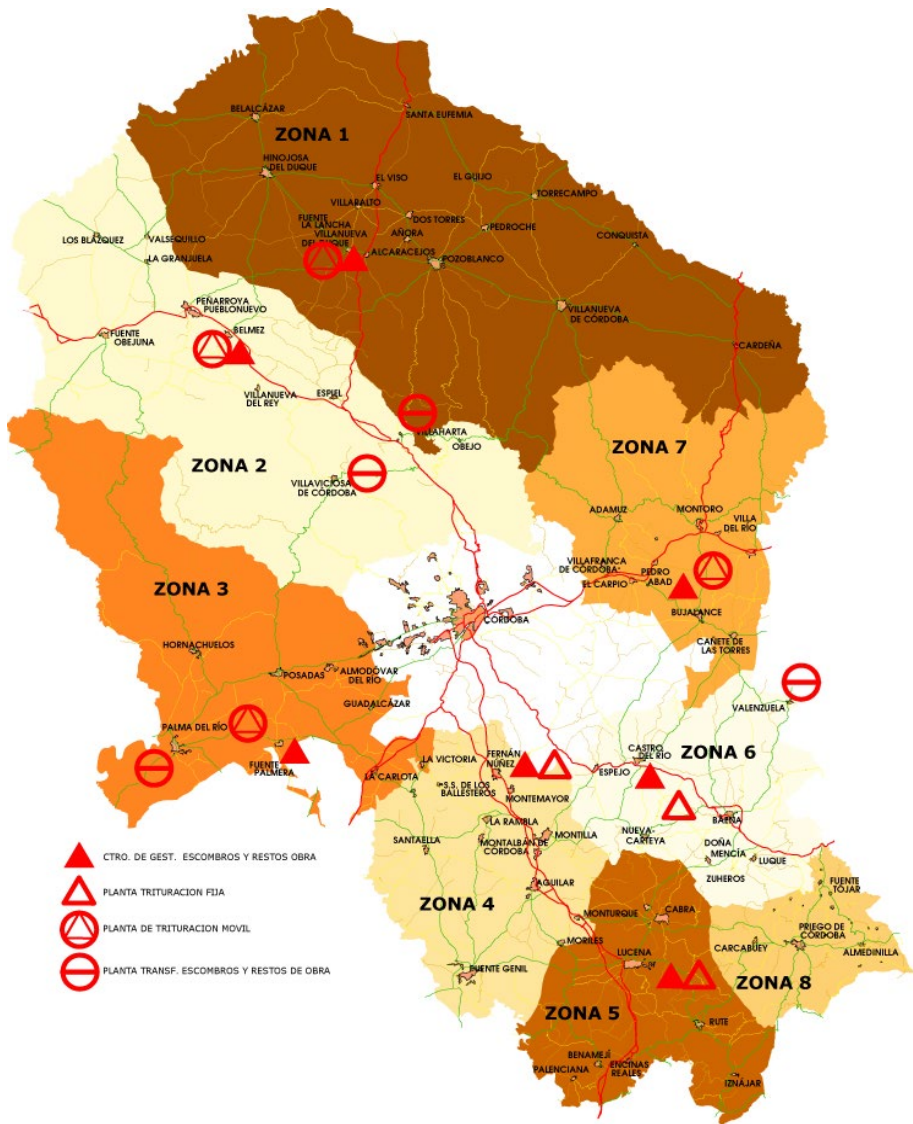 BELALCÁZAR
SANTA EUFEMIA
ZONA 1
HINOJOSA
DEL DUQUE
EL VISO
EL GUIJO
TORRECAMPO
VILLARALTO
FUENTE
LA LANCHA
DOS TORRES
PEDROCHE
VILLANUEVA
DEL DUQUE
AÑORA
CONQUISTA
LOS BLÁZQUEZ
VALSEQUILLO
LA GRANJUELA
ALCARACEJOS
POZOBLANCO
PEÑARROYA
PUEBLONUEVO
VILLANUEVA
DE CÓRDOBA
FUENTE
OBEJUNA
BELMEZ
CARDEÑA
VILLANUEVA
DEL REY
ESPIEL
VILLAHARTA
OBEJO
ZONA 7
ZONA 2
VILLAVICIOSA
DE CÓRDOBA
ADAMUZ
MONTORO
VILLA
DEL RÍO
VILLAFRANCA
DE CÓRDOBA
PEDRO
ABAD
EL CARPIO
ZONA 3
BUJALANCE
CÓRDOBA
CAÑETE DE
LAS TORRES
HORNACHUELOS
POSADAS
ALMODÓVAR
DEL RÍO
GUADALCÁZAR
VALENZUELA
PALMA DEL RÍO
FUENTE
PALMERA
LA CARLOTA
LA VICTORIA
FERNÁN
NÚÑEZ
CASTRO
DEL RÍO
ZONA 6
ESPEJO
S.S. DE LOS
BALLESTEROS
MONTEMAYOR
LA RAMBLA
BAENA
SANTAELLA
MONTALBÁN DE
CÓRDOBA
MONTILLA
NUEVA-
CARTEYA
DOÑA
MENCÍA
LUQUE
ZUHEROS
CTRO. DE GEST. ESCOMBROS Y RESTOS OBRA
PLANTA TRITURACION FIJA
PLANTA DE TRITURACION MOVIL
PLANTA TRANSF. ESCOMBROS Y RESTOS DE OBRA
AGUILAR
FUENTE
TÓJAR
ZONA 4
MONTURQUE
CABRA
PRIEGO DE
CÓRDOBA
CARCABUEY
ALMEDINILLA
MORILES
LUCENA
FUENTE GENIL
ZONA 8
ZONA 5
RUTE
BENAMEJÍ
PALENCIANA
ENCINAS
REALES
IZNÁJAR